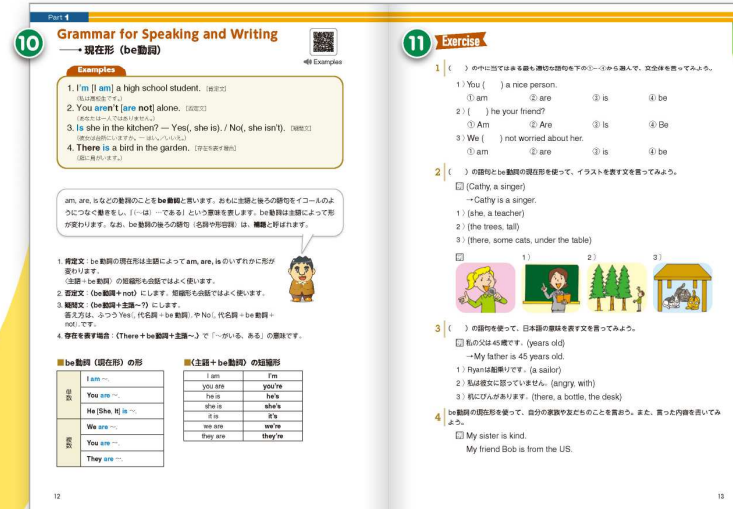 Part 1
10
Grammar for Speaking and Writing
現在形（be動詞）
Examples
Examples
1. I'm [I am] a high school student. [肯定文]
(私は高校生です。)
2. You aren't [are not] alone. [否定文]
(あなたは一人ではありません。)
3. Is she in the kitchen? — Yes(, she is). / No(, she isn't). [疑問文]
(彼女は台所にいますか。— はい。／いいえ。)
4. There is a bird in the garden. [存在を表す場合]
(庭に鳥がいます。)
am, are, isなどの動詞のことをbe動詞と言います。おもに主語と後ろの語句をイコールのよ
うにつなぐ働きをし、「(…は) …である」という意味を表します。be動詞は主語によって形
が変わります。なお、be動詞の後ろの語句（名詞や形容詞）は、補語と呼ばれます。
1. 肯定文：be動詞の現在形は主語によってam, are, isのいずれかに形が
変わります。
〈主語＋be動詞〉の短縮形も会話ではよく使います。
2. 否定文：〈be動詞＋not〉にします。短縮形も会話ではよく使います。
3. 疑問文：〈be動詞＋主語～?〉にします。
答え方は、ふつうYes(, 代名詞＋be動詞). や No(, 代名詞＋be動詞＋
not). です。
4. 存在を表す場合：〈There＋be動詞＋主語～.〉で「～がいる、ある」の意味です。
■be動詞（現在形）の形
単数
I am ～.
You are ～.
He [She, It] is ～.
複数
We are ～.
You are ～.
They are ～.
■〈主語＋be動詞〉の短縮形
I am I'm
you are you're
he is he's
she is she's
it is it's
we are we're
they are they're
12
11
Exercise
1 （　）の中に当てはまる最も適切な語句を下の①～④から選んで、文全体を言ってみよう。
1) You (　) a nice person.
① am ② are ③ is ④ be
2) (　) he your friend?
① Am ② Are ③ Is ④ Be
3) We (　) not worried about her.
① am ② are ③ is ④ be
2 （　）の語句とbe動詞の現在形を使って、イラストを表す文を言ってみよう。
例 (Cathy, a singer)
→Cathy is a singer.
1) (she, a teacher)
2) (the trees, tall)
3) (there, some cats, under the table)
例 1) 2) 3)
3 （　）の語句を使って、日本語の意味を表す文を言ってみよう。
例 私の父は45歳です。(years old)
→My father is 45 years old.
1) Ryanは船乗りです。(a sailor)
2) 私は彼女に怒っていません。(angry, with)
3) 机にびんがあります。(there, a bottle, the desk)
4 be動詞の現在形を使って、自分の家族や友だちのことを言おう。また、言った内容を書いてみ
よう。
例 My sister is kind.
My friend Bob is from the US.
13